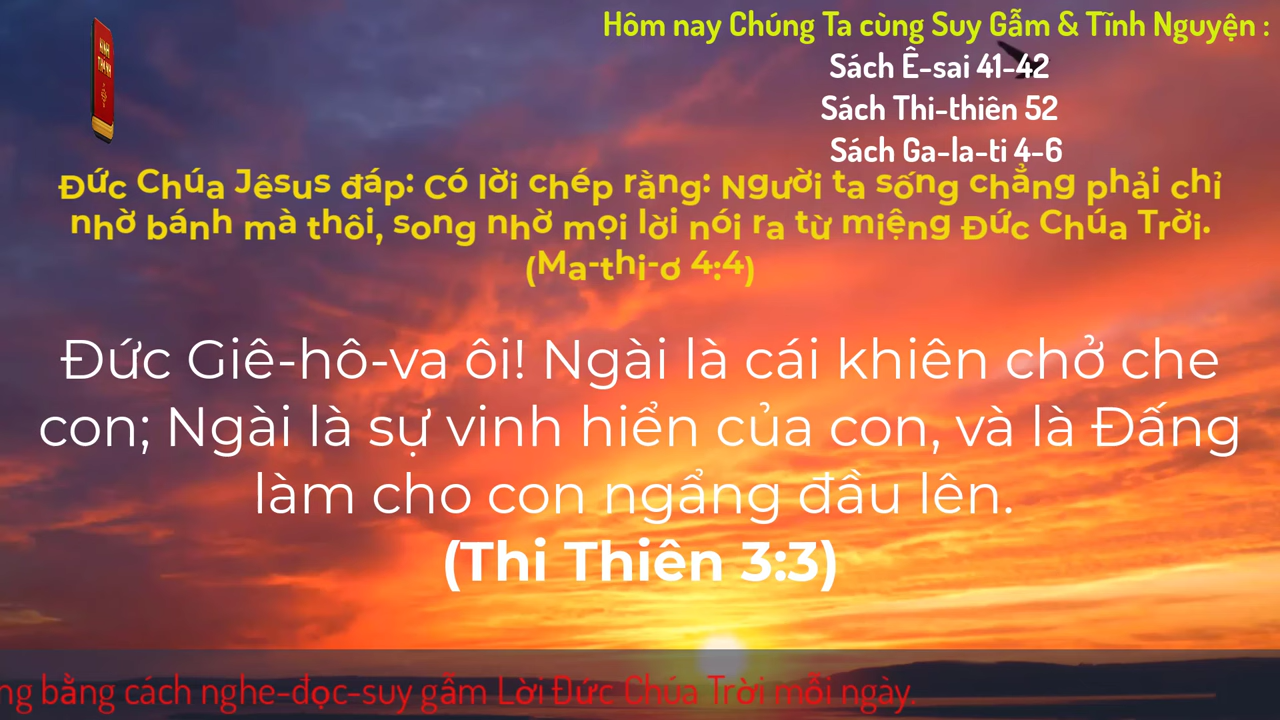 KINH
THÁNH
Hôm nay Chúng Ta cùng Suy Gẫm & Tĩnh Nguyện :
Sách Ê-sai 41-42
Sách Thi-thiên 52
Sách Ga-la-ti 4-6
Đức Chúa Jêsus đáp: Có lời chép rằng: Người ta sống chẳng phải chỉ
nhờ bánh mà thôi, song nhờ mọi lời nói ra từ miệng Đức Chúa Trời.
(Ma-thi-ơ 4:4)
Đức Giê-hô-va ôi! Ngài là cái khiên chở che
con; Ngài là sự vinh hiển của con, và là Đấng
làm cho con ngẩng đầu lên.
(Thi Thiên 3:3)
ng bằng cách nghe-đọc-suy gẫm Lời Đức Chúa Trời mỗi ngày.